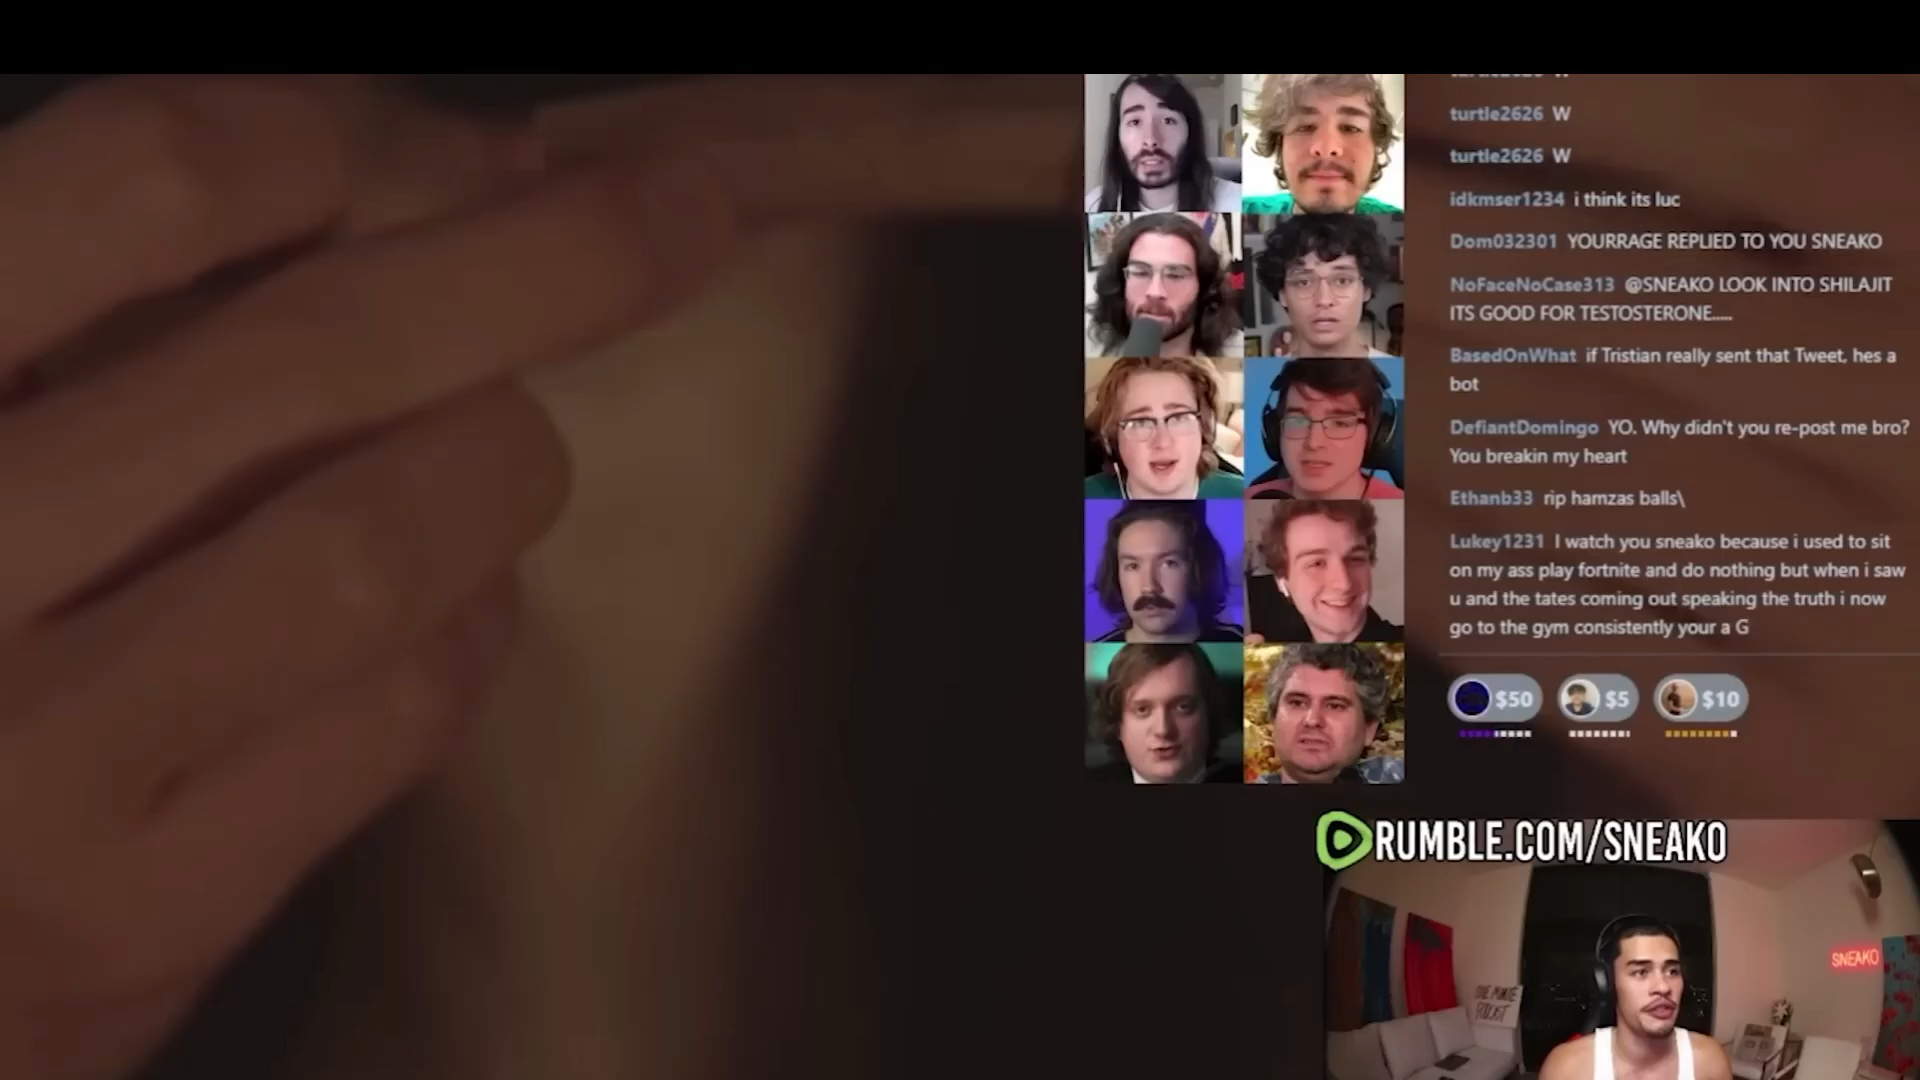 turtle2626 W
turtle2626 W
idkmser1234 i think its luc
Dom032301 YOURRAGE REPLIED TO YOU SNEAKO
NoFaceNoCase313 @SNEAKO LOOK INTO SHILAJIT
ITS GOOD FOR TESTOSTERONE.....
BasedOnWhat if Tristian really sent that Tweet, hes a
bot
DefiantDomingo YO. Why didn't you re-post me bro?
You breakin my heart
Ethanb33 rip hamzas balls\
Lukey1231 I watch you sneako because i used to sit
on my ass play fortnite and do nothing but when i saw
u and the tates coming out speaking the truth i now
go to the gym consistently your a G
$50 $5 $10
RUMBLE.COM/SNEAKO
SNEAKO
ONE MINUTE
PODCAST